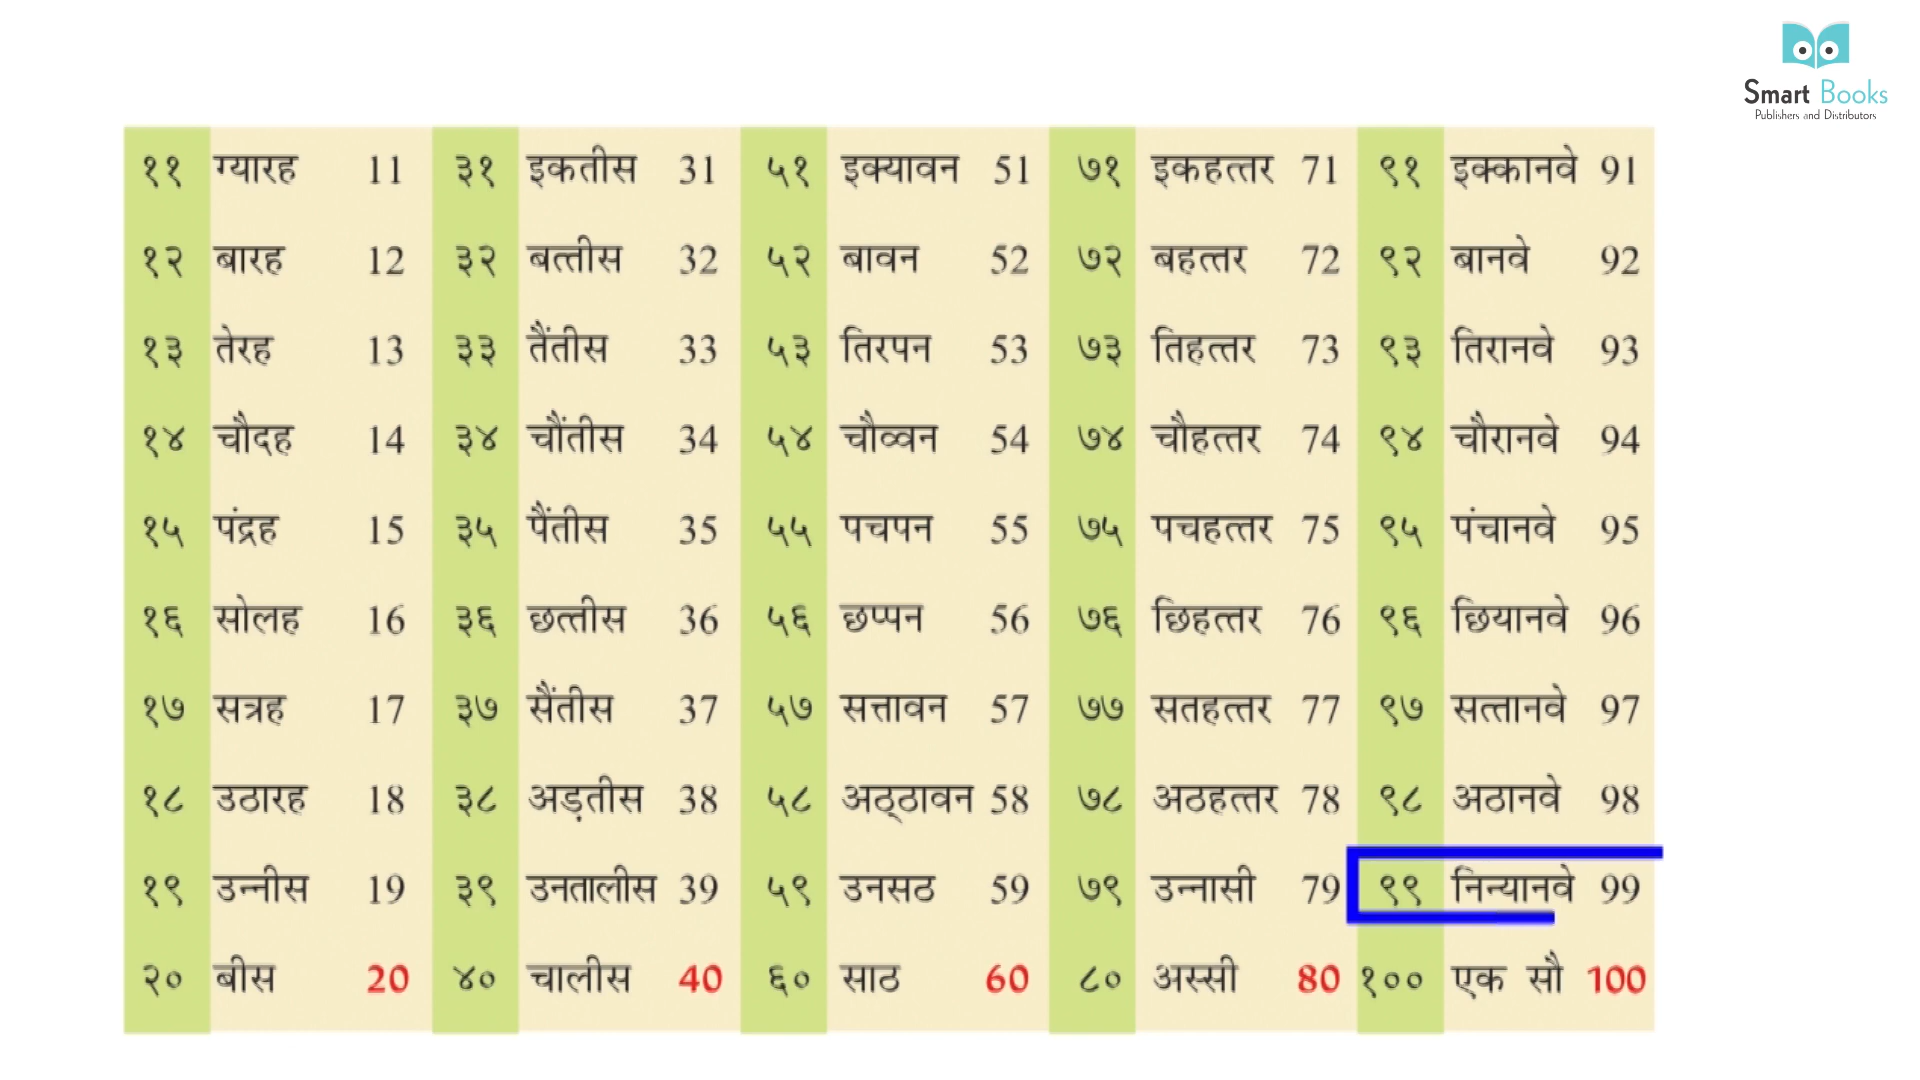 Smart Books
Publishers and Distributors
११ ग्यारह 11 ३१ इकतीस 31 ५१ इक्यावन 51 ७१ इकहत्तर 71 ९१ इक्कानवे 91
१२ बारह 12 ३२ बत्तीस 32 ५२ बावन 52 ७२ बहत्तर 72 ९२ बानवे 92
१३ तेरह 13 ३३ तैंतीस 33 ५३ तिरपन 53 ७३ तिहत्तर 73 ९३ तिरानवे 93
१४ चौदह 14 ३४ चौंतीस 34 ५४ चौव्वन 54 ७४ चौहत्तर 74 ९४ चौरानवे 94
१५ पंद्रह 15 ३५ पैंतीस 35 ५५ पचपन 55 ७५ पचहत्तर 75 ९५ पंचानवे 95
१६ सोलह 16 ३६ छत्तीस 36 ५६ छप्पन 56 ७६ छिहत्तर 76 ९६ छियानवे 96
१७ सत्रह 17 ३७ सैंतीस 37 ५७ सत्तावन 57 ७७ सतहत्तर 77 ९७ सत्तानवे 97
१८ उठारह 18 ३८ अड़तीस 38 ५८ अठ्ठावन 58 ७८ अठहत्तर 78 ९८ अठानवे 98
१९ उन्नीस 19 ३९ उनतालीस 39 ५९ उनसठ 59 ७९ उन्नासी 79 ९९ निन्यानवे 99
२० बीस 20 ४० चालीस 40 ६० साठ 60 ८० अस्सी 80 १०० एक सौ 100